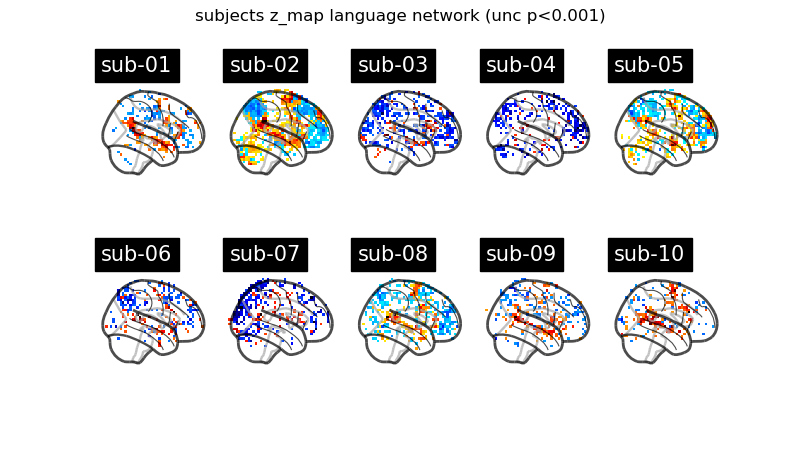 subjects z_map language network (unc p<0.001)
sub-01
sub-02
sub-03
sub-04
sub-05
sub-06
sub-07
sub-08
sub-09
sub-10